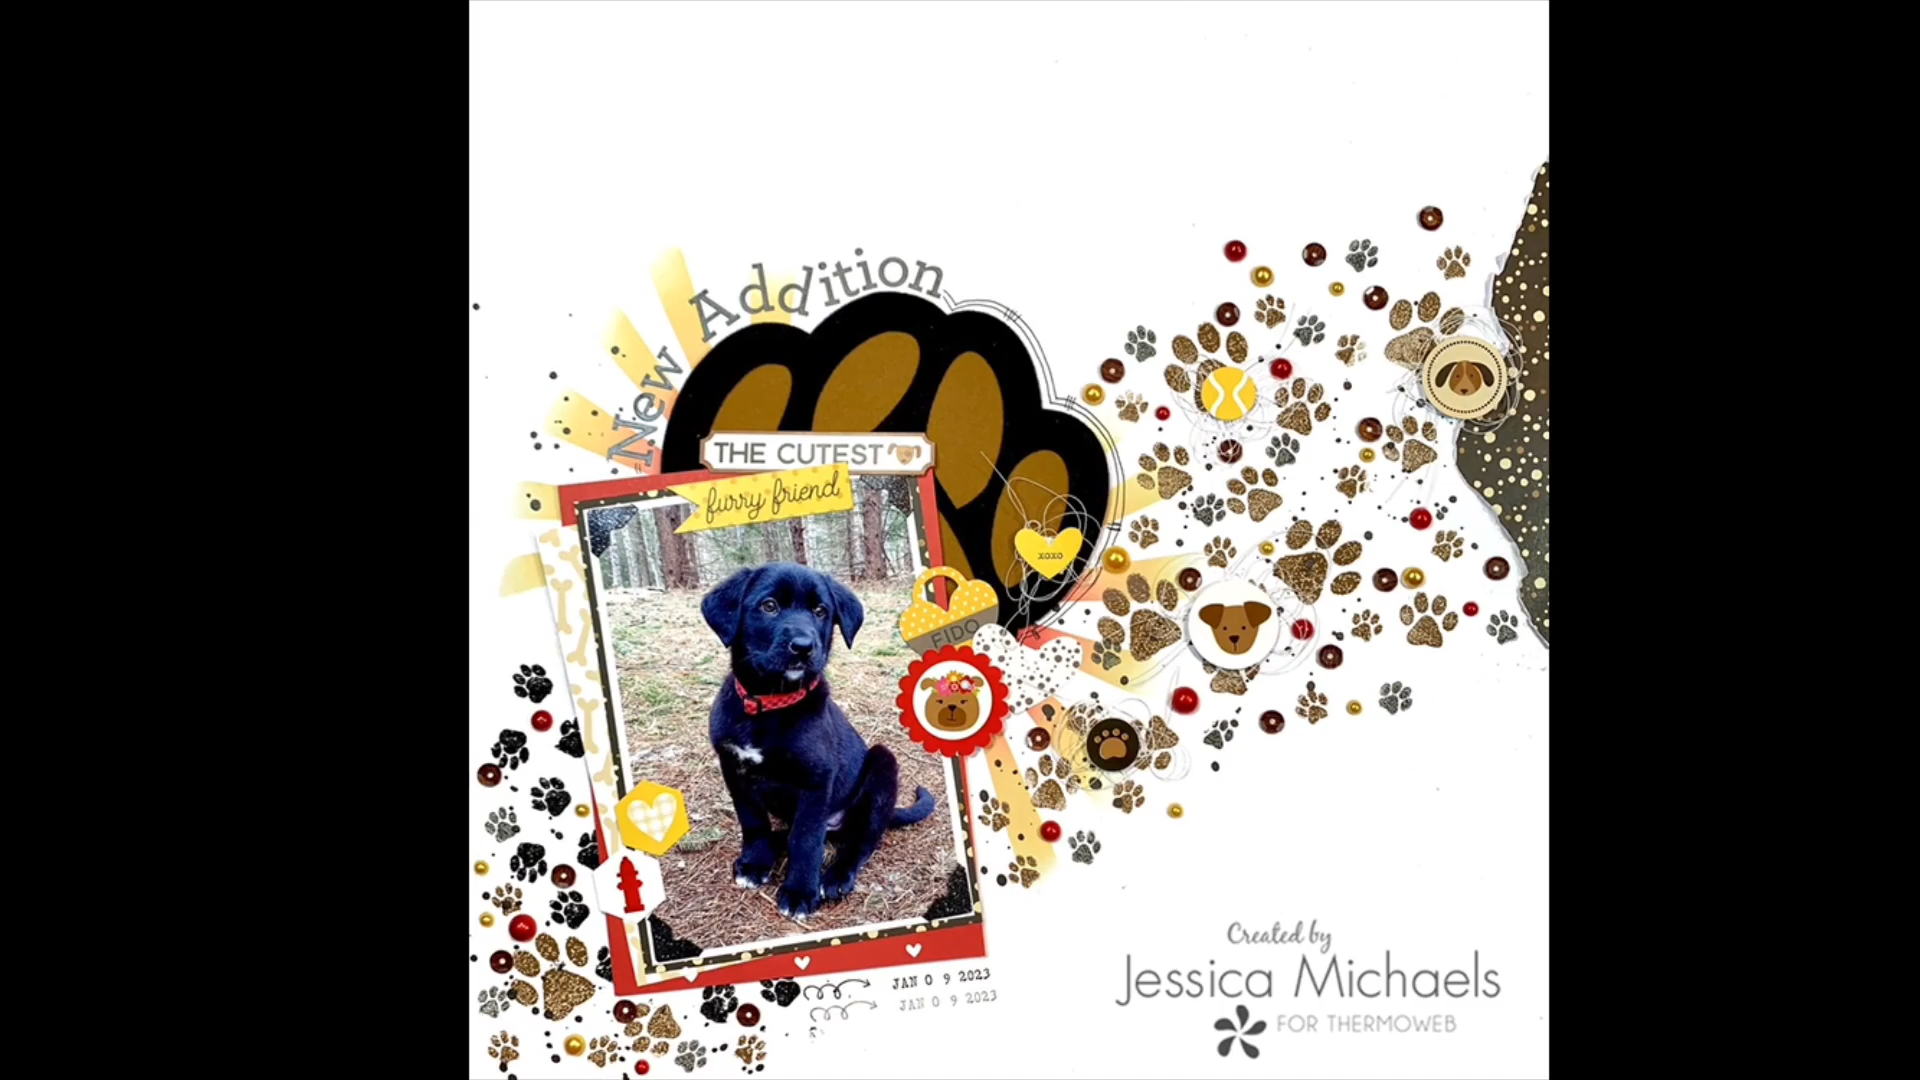 New Addition
THE CUTEST
furry friend
xoxo
FIDO
JAN 0 9 2023
JAN 0 9 2023
Created by
Jessica Michaels
FOR THERMOWEB